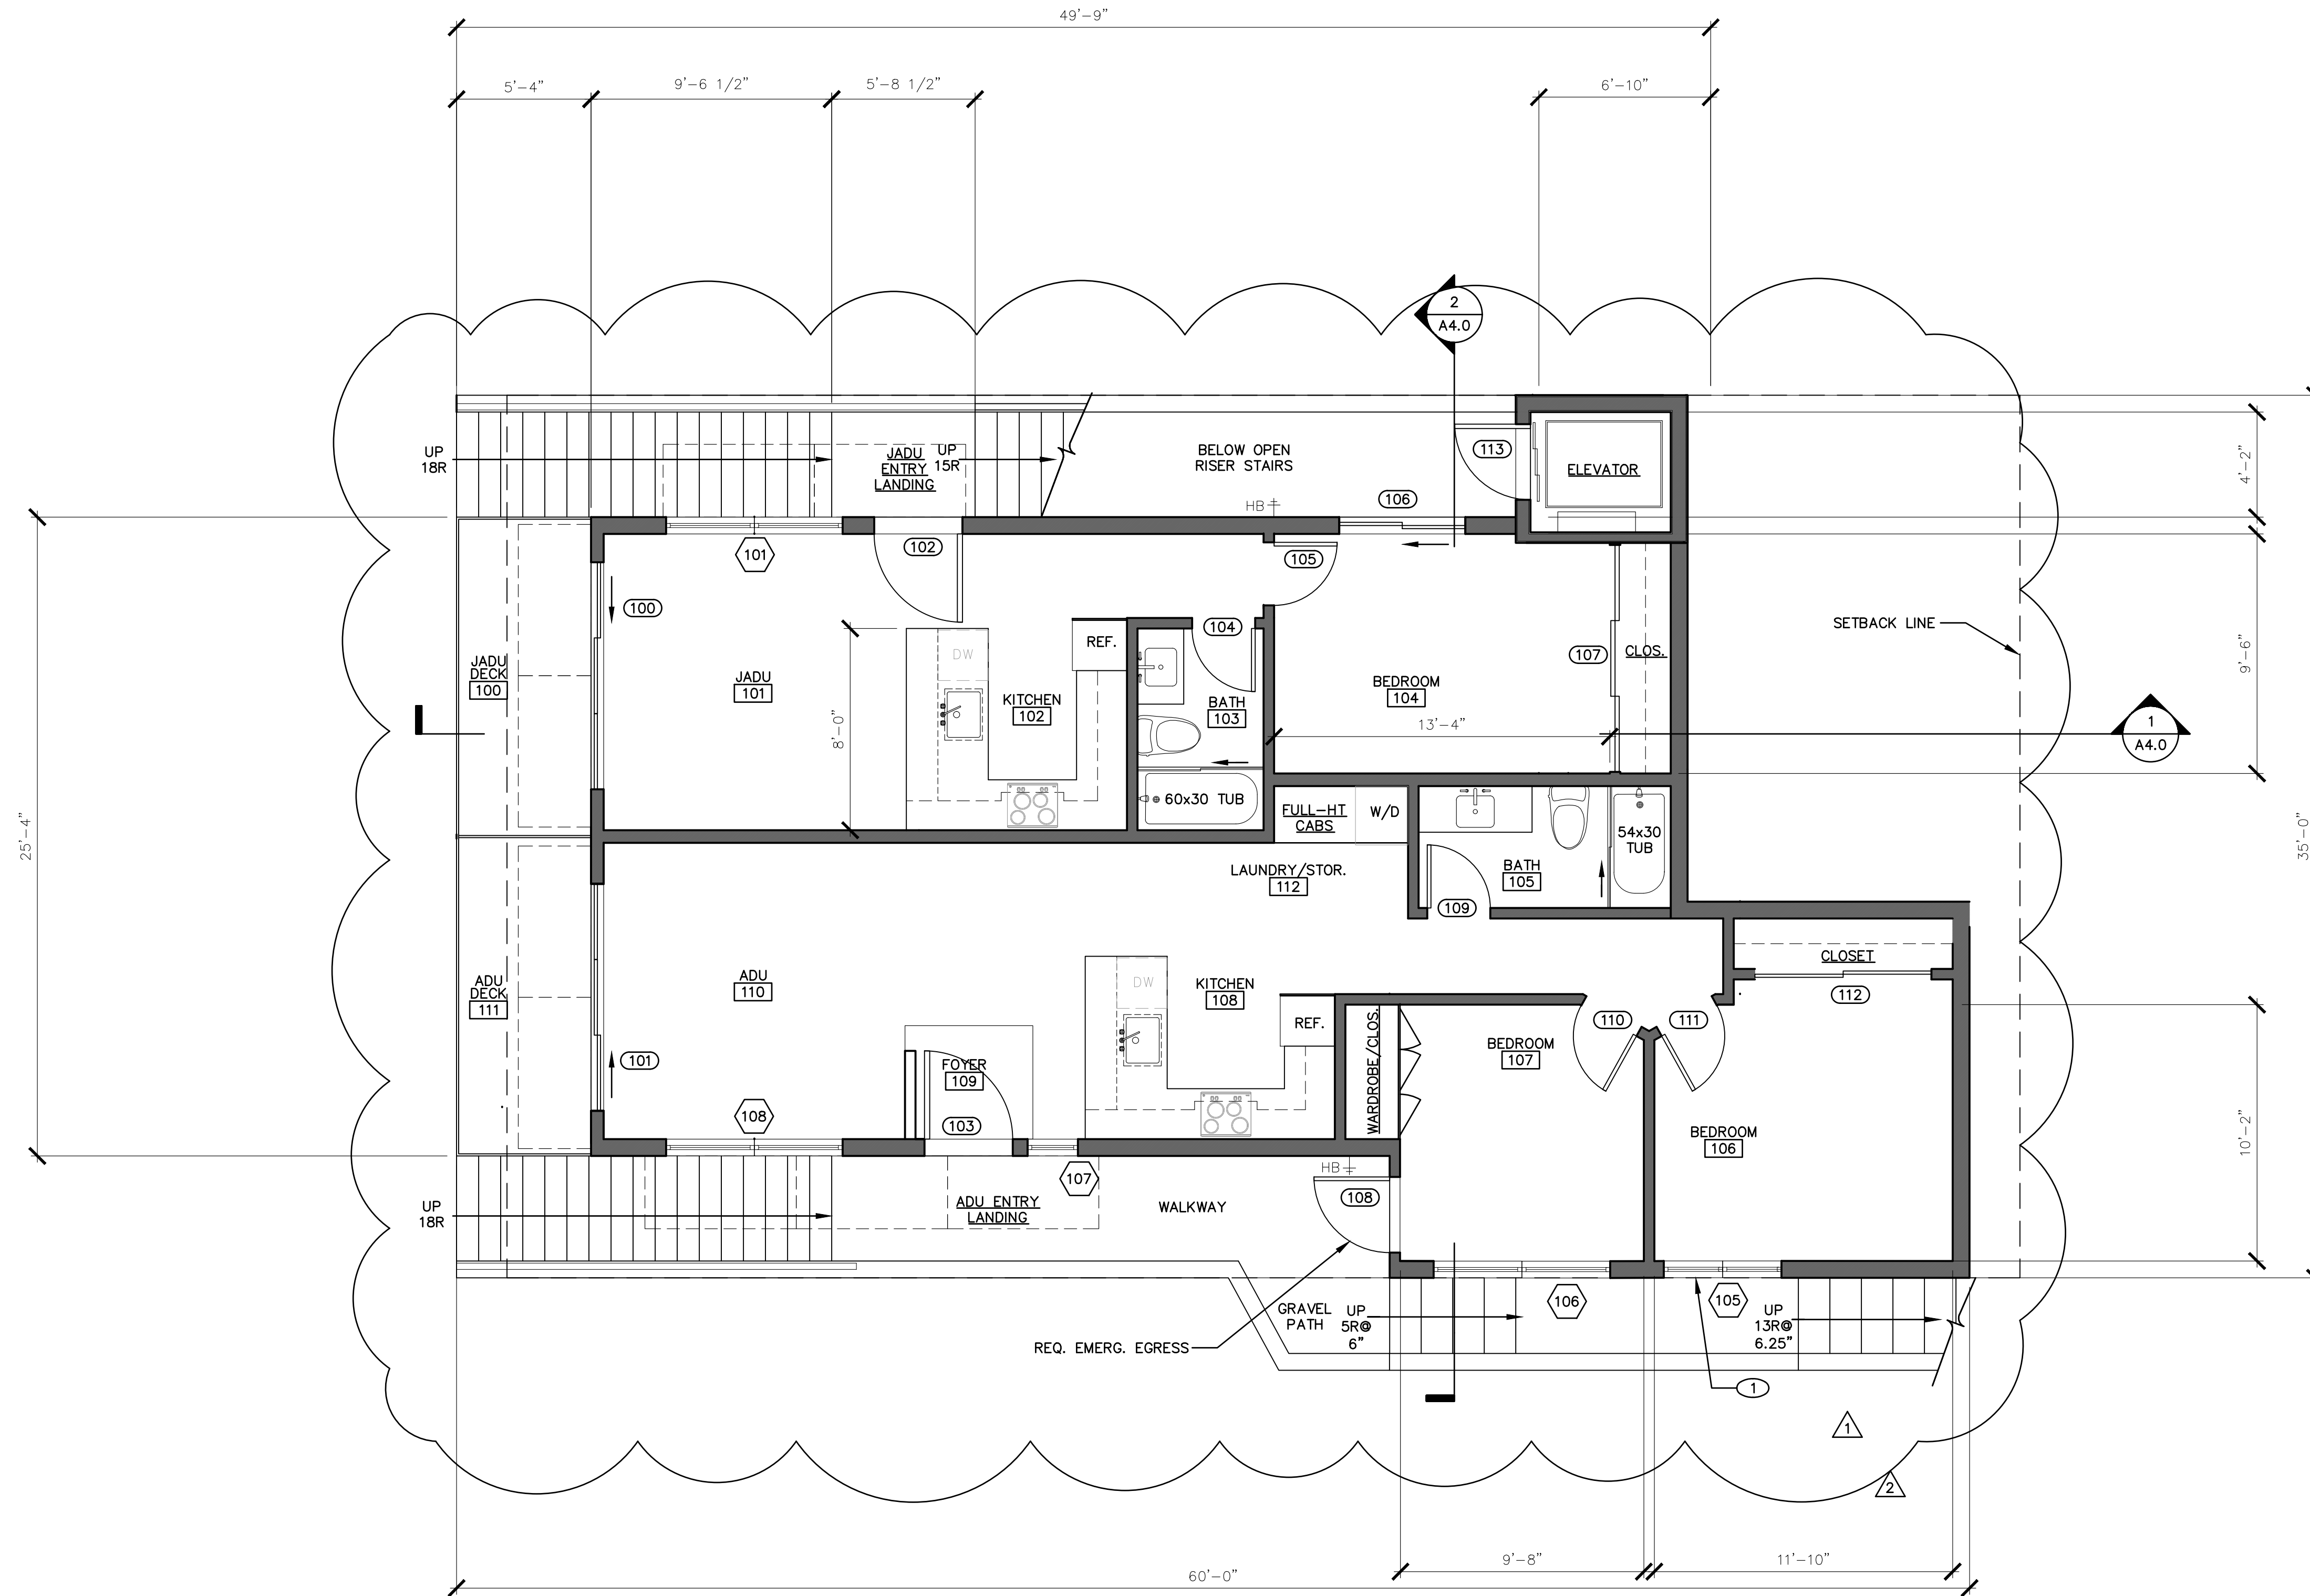 49'-9"
5'-4"
9'-6 1/2"
5'-8 1/2"
6'-10"
2
A4.0
UP
18R
JADU
ENTRY
LANDING
UP
15R
BELOW OPEN
RISER STAIRS
HB
106
113
ELEVATOR
4'-2"
101
102
105
100
104
REF.
DW
JADU
DECK
100
JADU
101
8'-0"
KITCHEN
102
BATH
103
60x30 TUB
BEDROOM
104
13'-4"
107
CLOS.
SETBACK LINE
9'-6"
1
A4.0
25'-4"
35'-0"
FULL-HT
CABS
W/D
54x30
TUB
BATH
105
LAUNDRY/STOR.
112
109
CLOSET
112
ADU
DECK
111
ADU
110
DW
KITCHEN
108
REF.
WARDROBE/CLOS.
BEDROOM
107
110
111
101
FOYER
109
108
103
BEDROOM
106
10'-2"
107
HB
108
UP
18R
ADU ENTRY
LANDING
WALKWAY
REQ. EMERG. EGRESS
GRAVEL
PATH
UP
5R@
6"
106
105
UP
13R@
6.25"
1
1
2
9'-8"
11'-10"
60'-0"